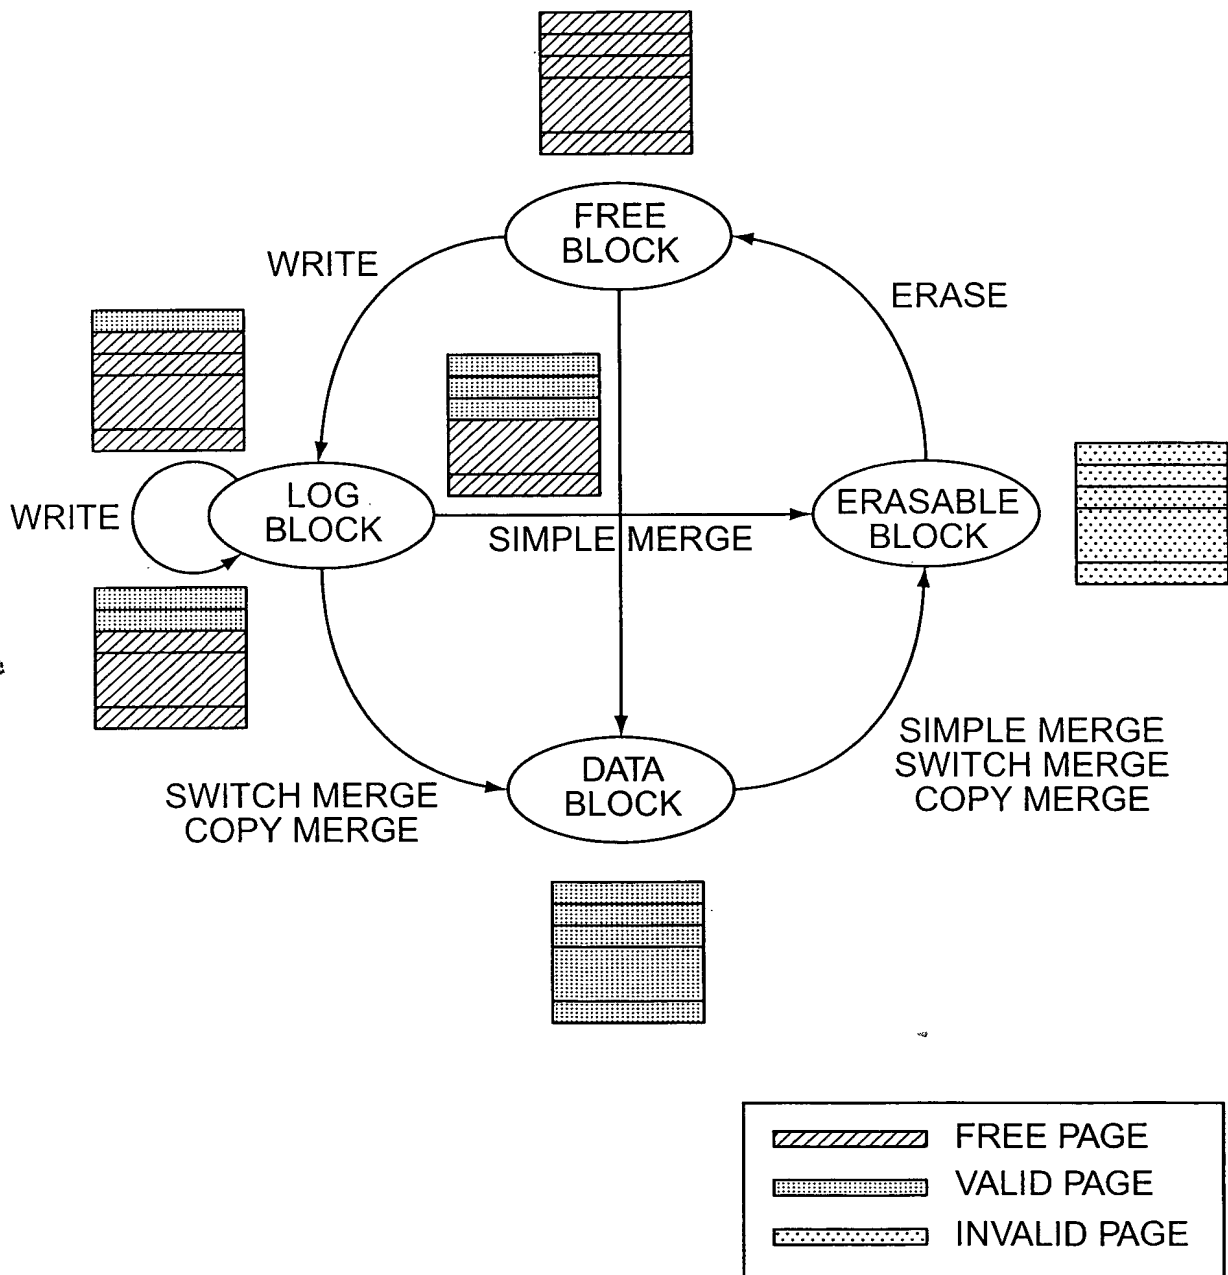 FREE
BLOCK
WRITE
ERASE
LOG
BLOCK
WRITE
ERASABLE
BLOCK
SIMPLE MERGE
SIMPLE MERGE
SWITCH MERGE
COPY MERGE
DATA
BLOCK
SWITCH MERGE
COPY MERGE
FREE PAGE
VALID PAGE
INVALID PAGE